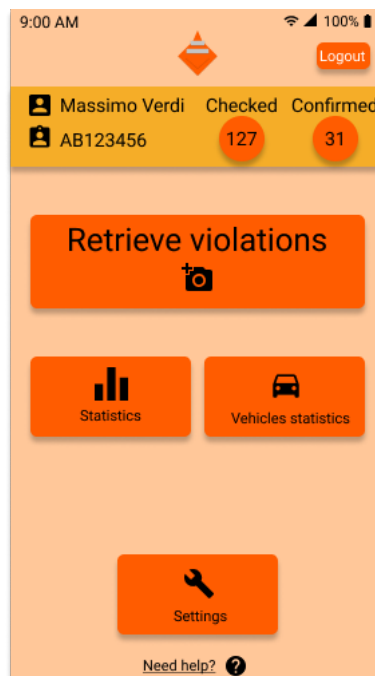 9:00 AM 100%
Logout
Massimo Verdi Checked Confirmed
AB123456 127 31
Retrieve violations
Statistics Vehicles statistics
Settings
Need help?